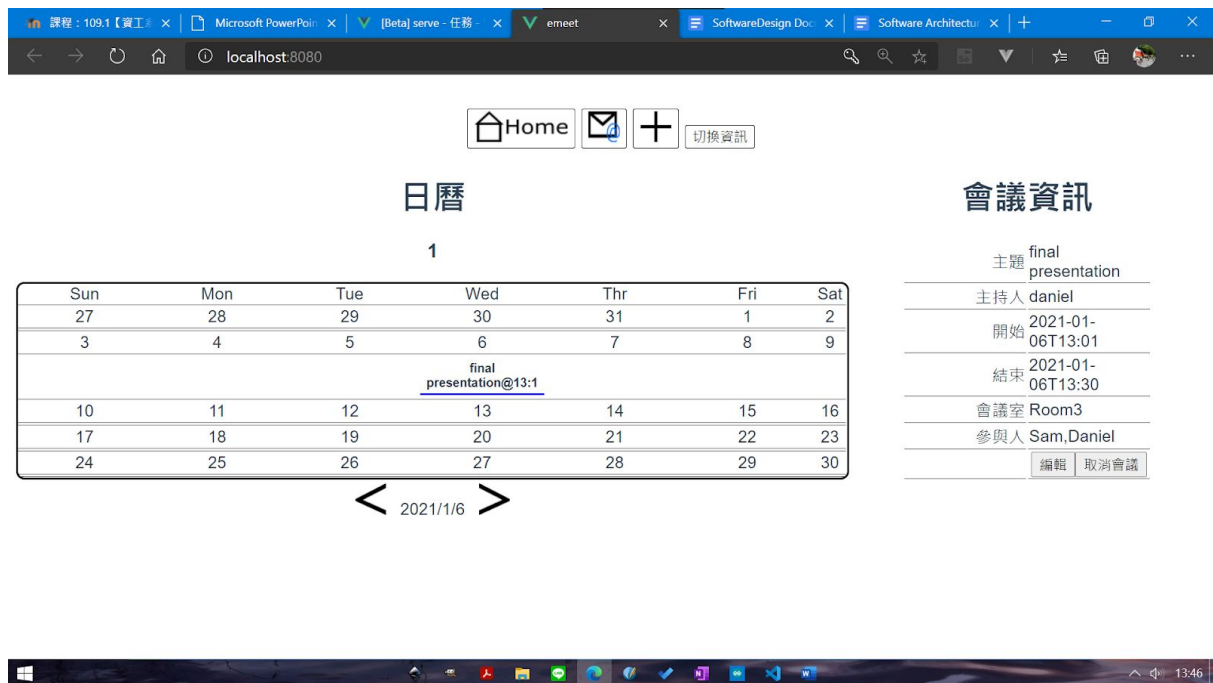 課程：109.1【資工
Microsoft PowerPoin
[Beta] serve - 任務 -
emeet
SoftwareDesign Doc
Software Architectur
localhost:8080
Home
切換資訊
日曆
1
Sun Mon Tue Wed Thr Fri Sat
27 28 29 30 31 1 2
3 4 5 6 7 8 9
final
presentation@13:1
10 11 12 13 14 15 16
17 18 19 20 21 22 23
24 25 26 27 28 29 30
< 2021/1/6 >
會議資訊
主題 final
presentation
主持人 daniel
開始 2021-01-
06T13:01
結束 2021-01-
06T13:30
會議室 Room3
參與人 Sam,Daniel
編輯 取消會議
13:46